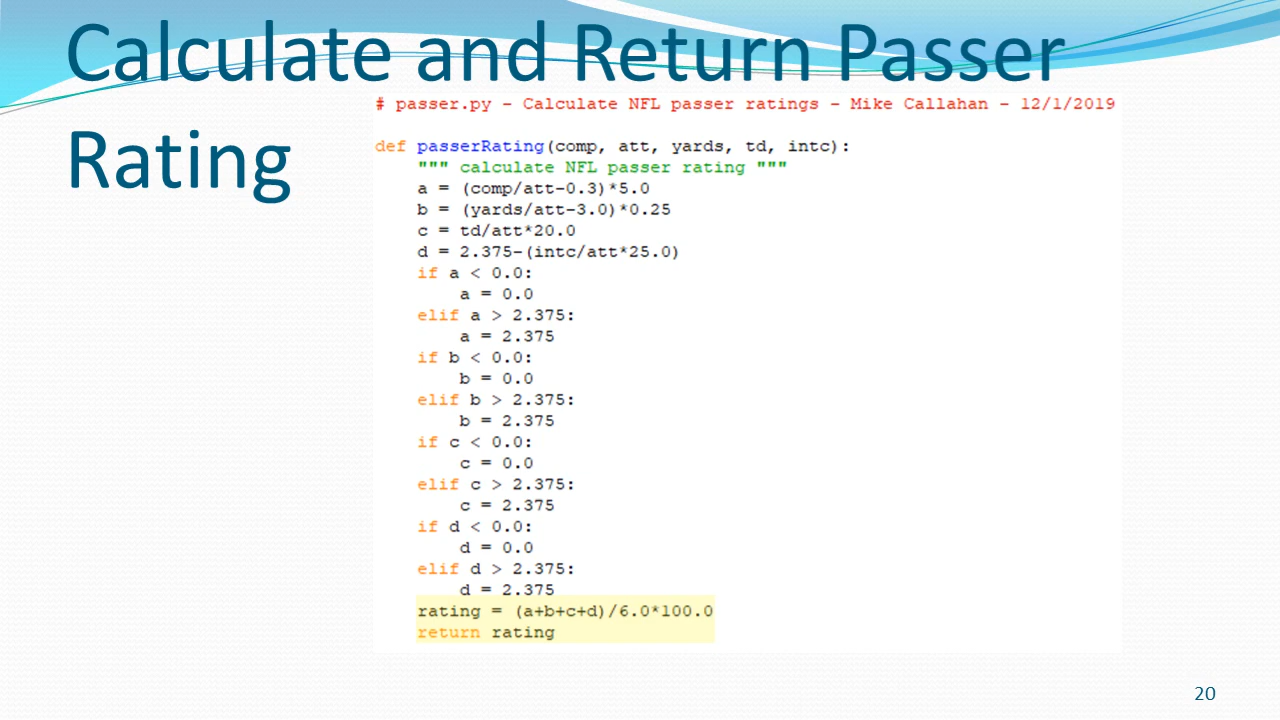 Calculate and Return Passer
Rating
# passer.py - Calculate NFL passer ratings - Mike Callahan - 12/1/2019
def passerRating(comp, att, yards, td, intc):
    """ calculate NFL passer rating """
    a = (comp/att-0.3)*5.0
    b = (yards/att-3.0)*0.25
    c = td/att*20.0
    d = 2.375-(intc/att*25.0)
    if a < 0.0:
        a = 0.0
    elif a > 2.375:
        a = 2.375
    if b < 0.0:
        b = 0.0
    elif b > 2.375:
        b = 2.375
    if c < 0.0:
        c = 0.0
    elif c > 2.375:
        c = 2.375
    if d < 0.0:
        d = 0.0
    elif d > 2.375:
        d = 2.375
    rating = (a+b+c+d)/6.0*100.0
    return rating
20